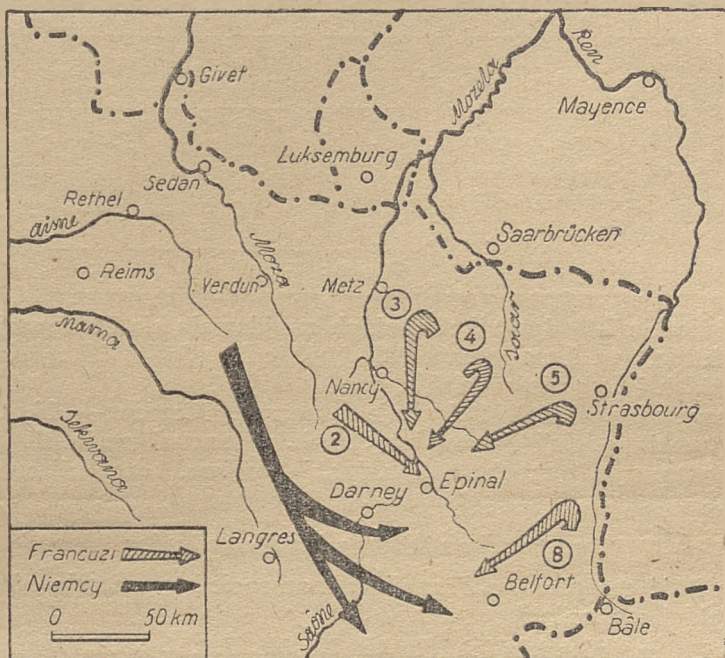 Givet
Ren
Mozela
Mayence
Luksemburg
Sedan
Rethel
aisne
Moza
Saarbrücken
Reims
Verdun
Metz
3
Marna
4
Saar
Nancy
5
Strasbourg
2
Sekwana
Epinal
Darney
Langres
8
Belfort
Saône
Bâle
Francuzi
Niemcy
0 50 km